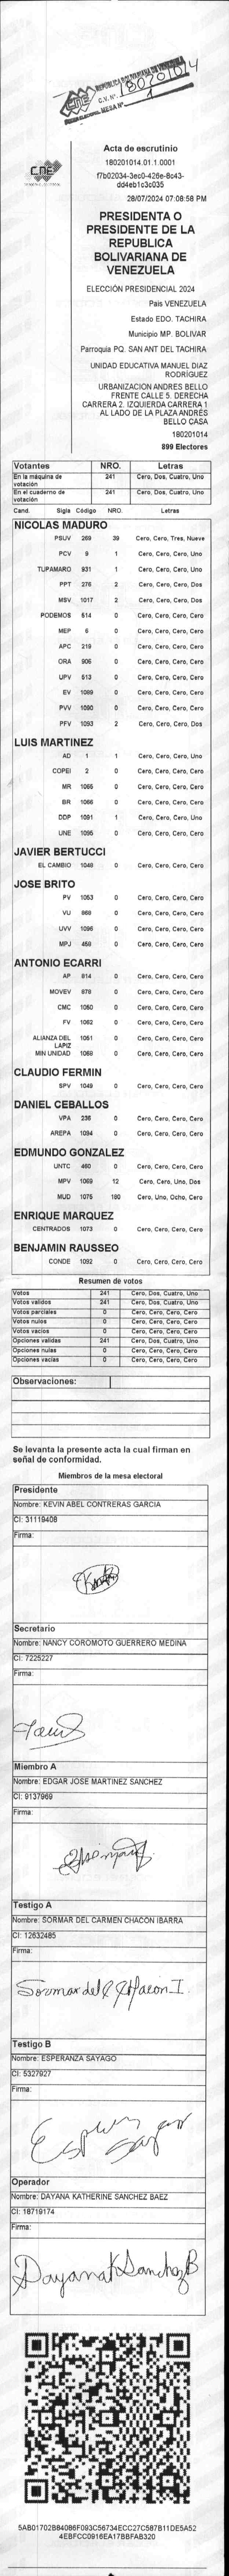 REPÚBLICA BOLIVARIANA DE VENEZUELA
CNE
C.V. Nº. 180201014
MESA Nº 1
CNE
Acta de escrutinio
180201014.01.1.0001
f7b02034-3ec0-426e-8c43-
dd4eb1c3c035
28/07/2024 07:08:58 PM
PRESIDENTA O
PRESIDENTE DE LA
REPUBLICA
BOLIVARIANA DE
VENEZUELA
ELECCIÓN PRESIDENCIAL 2024
Pais VENEZUELA
Estado EDO. TACHIRA
Municipio MP. BOLIVAR
Parroquia PQ. SAN ANT DEL TACHIRA
UNIDAD EDUCATIVA MANUEL DIAZ
RODRÍGUEZ
URBANIZACION ANDRES BELLO
FRENTE CALLE 5. DERECHA
CARRERA 2. IZQUIERDA CARRERA 1
AL LADO DE LA PLAZA ANDRÉS
BELLO CASA
180201014
899 Electores
Votantes NRO. Letras
En la máquina de votación 241 Cero, Dos, Cuatro, Uno
En el cuaderno de votación 241 Cero, Dos, Cuatro, Uno
Cand. Sigla Código NRO. Letras
NICOLAS MADURO
PSUV 269 39 Cero, Cero, Tres, Nueve
PCV 9 1 Cero, Cero, Cero, Uno
TUPAMARO 931 1 Cero, Cero, Cero, Uno
PPT 276 2 Cero, Cero, Cero, Dos
MSV 1017 2 Cero, Cero, Cero, Dos
PODEMOS 514 0 Cero, Cero, Cero, Cero
MEP 6 0 Cero, Cero, Cero, Cero
APC 219 0 Cero, Cero, Cero, Cero
ORA 906 0 Cero, Cero, Cero, Cero
UPV 513 0 Cero, Cero, Cero, Cero
EV 1089 0 Cero, Cero, Cero, Cero
PVV 1090 0 Cero, Cero, Cero, Cero
PFV 1093 2 Cero, Cero, Cero, Dos
LUIS MARTINEZ
AD 1 1 Cero, Cero, Cero, Uno
COPEI 2 0 Cero, Cero, Cero, Cero
MR 1065 0 Cero, Cero, Cero, Cero
BR 1066 0 Cero, Cero, Cero, Cero
DDP 1091 1 Cero, Cero, Cero, Uno
UNE 1095 0 Cero, Cero, Cero, Cero
JAVIER BERTUCCI
EL CAMBIO 1048 0 Cero, Cero, Cero, Cero
JOSE BRITO
PV 1053 0 Cero, Cero, Cero, Cero
VU 868 0 Cero, Cero, Cero, Cero
UVV 1096 0 Cero, Cero, Cero, Cero
MPJ 458 0 Cero, Cero, Cero, Cero
ANTONIO ECARRI
AP 814 0 Cero, Cero, Cero, Cero
MOVEV 878 0 Cero, Cero, Cero, Cero
CMC 1050 0 Cero, Cero, Cero, Cero
FV 1062 0 Cero, Cero, Cero, Cero
ALIANZA DEL LAPIZ 1051 0 Cero, Cero, Cero, Cero
MIN UNIDAD 1058 0 Cero, Cero, Cero, Cero
CLAUDIO FERMIN
SPV 1049 0 Cero, Cero, Cero, Cero
DANIEL CEBALLOS
VPA 236 0 Cero, Cero, Cero, Cero
AREPA 1094 0 Cero, Cero, Cero, Cero
EDMUNDO GONZALEZ
UNTC 460 0 Cero, Cero, Cero, Cero
MPV 1069 12 Cero, Cero, Uno, Dos
MUD 1075 180 Cero, Uno, Ocho, Cero
ENRIQUE MARQUEZ
CENTRADOS 1073 0 Cero, Cero, Cero, Cero
BENJAMIN RAUSSEO
CONDE 1092 0 Cero, Cero, Cero, Cero
Resumen de votos
Votos 241 Cero, Dos, Cuatro, Uno
Votos validos 241 Cero, Dos, Cuatro, Uno
Votos parciales 0 Cero, Cero, Cero, Cero
Votos nulos 0 Cero, Cero, Cero, Cero
Votos vacios 0 Cero, Cero, Cero, Cero
Opciones validas 241 Cero, Dos, Cuatro, Uno
Opciones nulas 0 Cero, Cero, Cero, Cero
Opciones vacias 0 Cero, Cero, Cero, Cero
Observaciones:
Se levanta la presente acta la cual firman en
señal de conformidad.
Miembros de la mesa electoral
Presidente
Nombre: KEVIN ABEL CONTRERAS GARCIA
CI: 31119408
Firma:
Secretario
Nombre: NANCY COROMOTO GUERRERO MEDINA
CI: 7225227
Firma:
Miembro A
Nombre: EDGAR JOSE MARTINEZ SANCHEZ
CI: 9137969
Firma:
Testigo A
Nombre: SORMAR DEL CARMEN CHACÓN IBARRA
CI: 12632485
Firma:
Sormar del C Chacon I.
Testigo B
Nombre: ESPERANZA SAYAGO
CI: 5327927
Firma:
Operador
Nombre: DAYANA KATHERINE SANCHEZ BAEZ
CI: 18719174
Firma:
Dayana K Sanchez B
5AB01702B84086F093C56734ECC27C587B11DE5A52
4EBFCC0916EA17BBFAB320